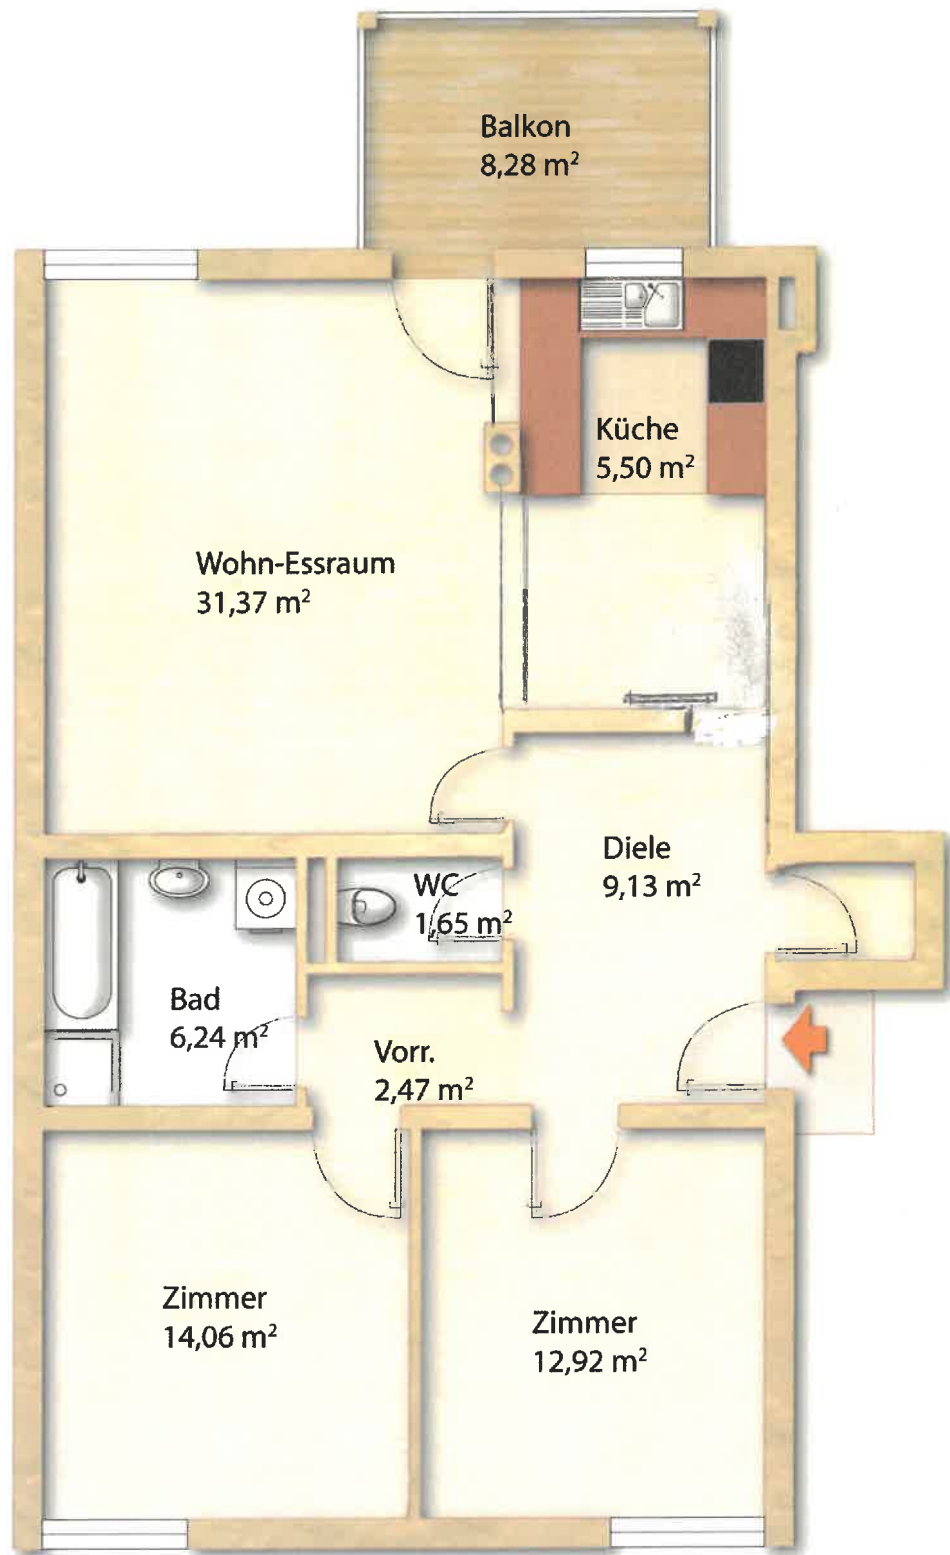 Balkon
8,28 m²
Küche
5,50 m²
Wohn-Essraum
31,37 m²
Diele
9,13 m²
WC
1,65 m²
Bad
6,24 m²
Vorr.
2,47 m²
Zimmer
14,06 m²
Zimmer
12,92 m²